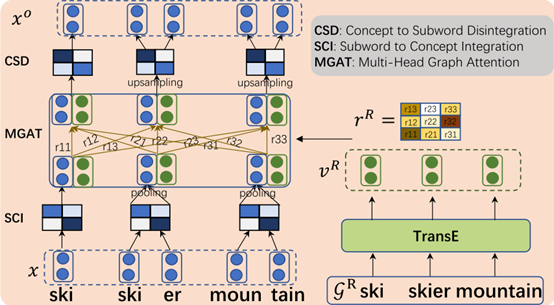 x^o
CSD
upsampling upsampling
MGAT
r11 r12 r13 r21 r22 r31 r32 r33
pooling pooling
SCI
x
ski ski er moun tain
CSD: Concept to Subword Disintegration
SCI: Subword to Concept Integration
MGAT: Multi-Head Graph Attention
r^R =
r13 r23 r33
r12 r22 r32
r11 r21 r31
v^R
TransE
𝒢^R ski skier mountain